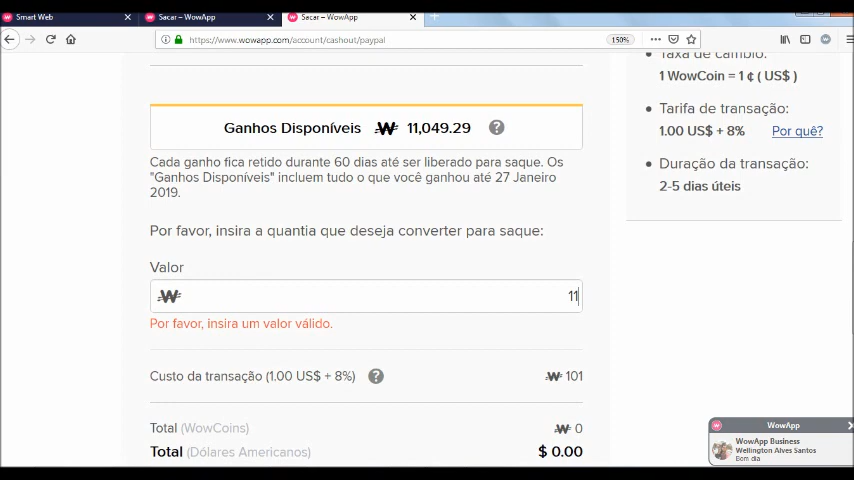 Smart Web
Sacar – WowApp
Sacar – WowApp
https://www.wowapp.com/account/cashout/paypal
150%
Taxa de câmbio:
1 WowCoin = 1 ¢ ( US$ )
Tarifa de transação:
1.00 US$ + 8% Por quê?
Duração da transação:
2-5 dias úteis
Ganhos Disponíveis W 11,049.29 ?
Cada ganho fica retido durante 60 dias até ser liberado para saque. Os
"Ganhos Disponíveis" incluem tudo o que você ganhou até 27 Janeiro
2019.
Por favor, insira a quantia que deseja converter para saque:
Valor
W 11
Por favor, insira um valor válido.
Custo da transação (1.00 US$ + 8%) ? W 101
Total (WowCoins) W 0
Total (Dólares Americanos) $ 0.00
WowApp
WowApp Business
Wellington Alves Santos
Bom dia